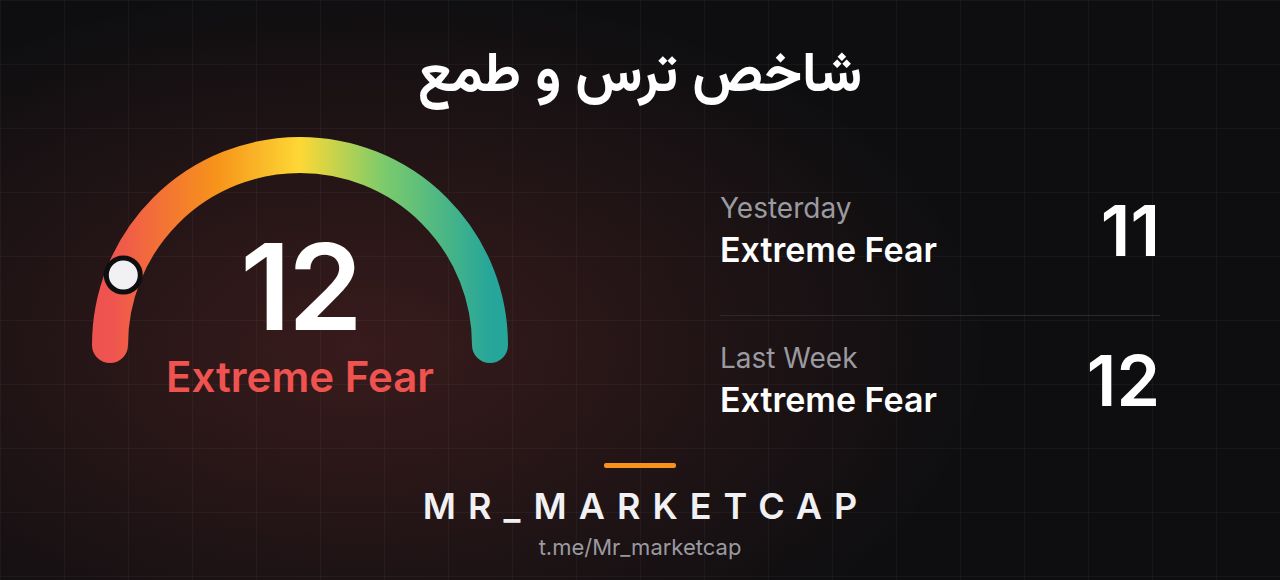 شاخص ترس و طمع
12
Extreme Fear
Yesterday
Extreme Fear
11
Last Week
Extreme Fear
12
MR_MARKETCAP
t.me/Mr_marketcap